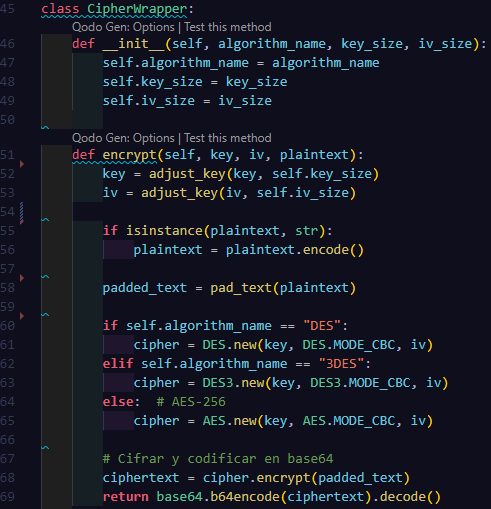 45 class CipherWrapper:
Qodo Gen: Options | Test this method
46     def __init__(self, algorithm_name, key_size, iv_size):
47         self.algorithm_name = algorithm_name
48         self.key_size = key_size
49         self.iv_size = iv_size
50
Qodo Gen: Options | Test this method
51     def encrypt(self, key, iv, plaintext):
52         key = adjust_key(key, self.key_size)
53         iv = adjust_key(iv, self.iv_size)
54
55         if isinstance(plaintext, str):
56             plaintext = plaintext.encode()
57
58         padded_text = pad_text(plaintext)
59
60         if self.algorithm_name == "DES":
61             cipher = DES.new(key, DES.MODE_CBC, iv)
62         elif self.algorithm_name == "3DES":
63             cipher = DES3.new(key, DES3.MODE_CBC, iv)
64         else:  # AES-256
65             cipher = AES.new(key, AES.MODE_CBC, iv)
66
67         # Cifrar y codificar en base64
68         ciphertext = cipher.encrypt(padded_text)
69         return base64.b64encode(ciphertext).decode()